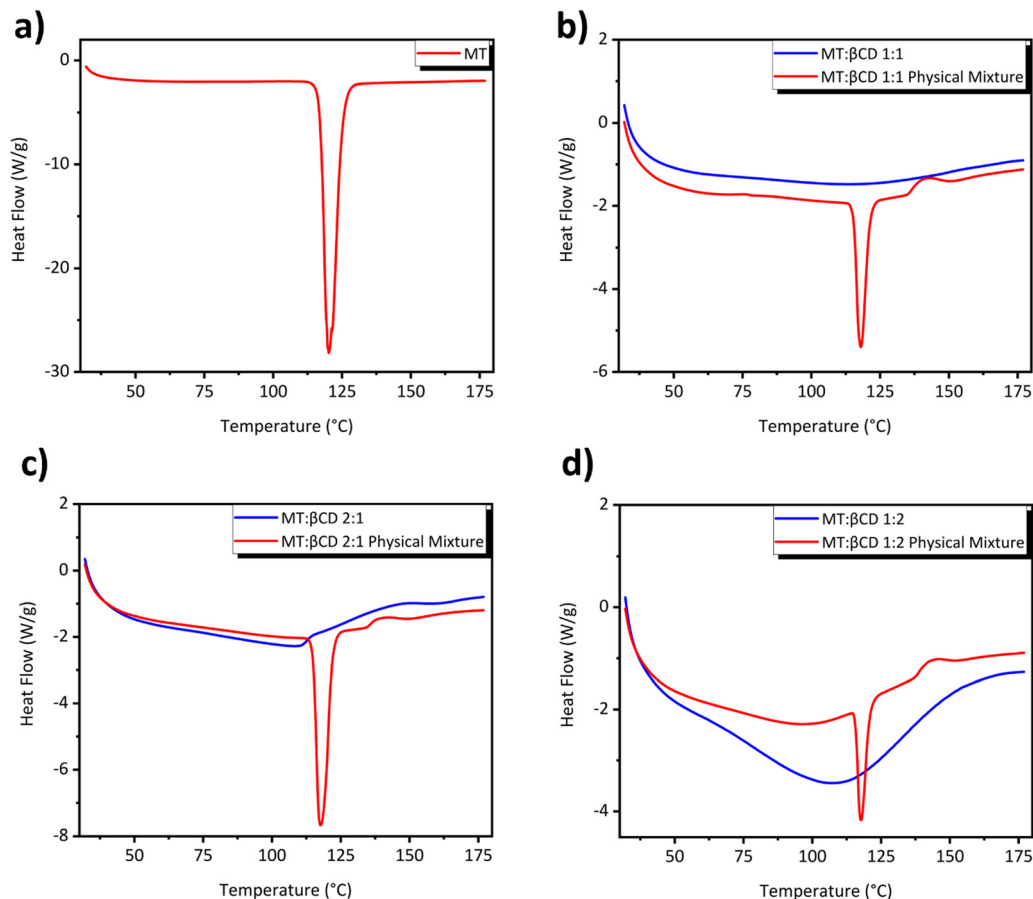 a)
MT
0
-10
-20
-30
Heat Flow (W/g)
50
75
100
125
150
175
Temperature (°C)
b)
MT:βCD 1:1
MT:βCD 1:1 Physical Mixture
2
0
-2
-4
-6
Heat Flow (W/g)
50
75
100
125
150
175
Temperature (°C)
c)
MT:βCD 2:1
MT:βCD 2:1 Physical Mixture
2
0
-2
-4
-6
-8
Heat Flow (W/g)
50
75
100
125
150
175
Temperature (°C)
d)
MT:βCD 1:2
MT:βCD 1:2 Physical Mixture
2
0
-2
-4
Heat Flow (W/g)
50
75
100
125
150
175
Temperature (°C)